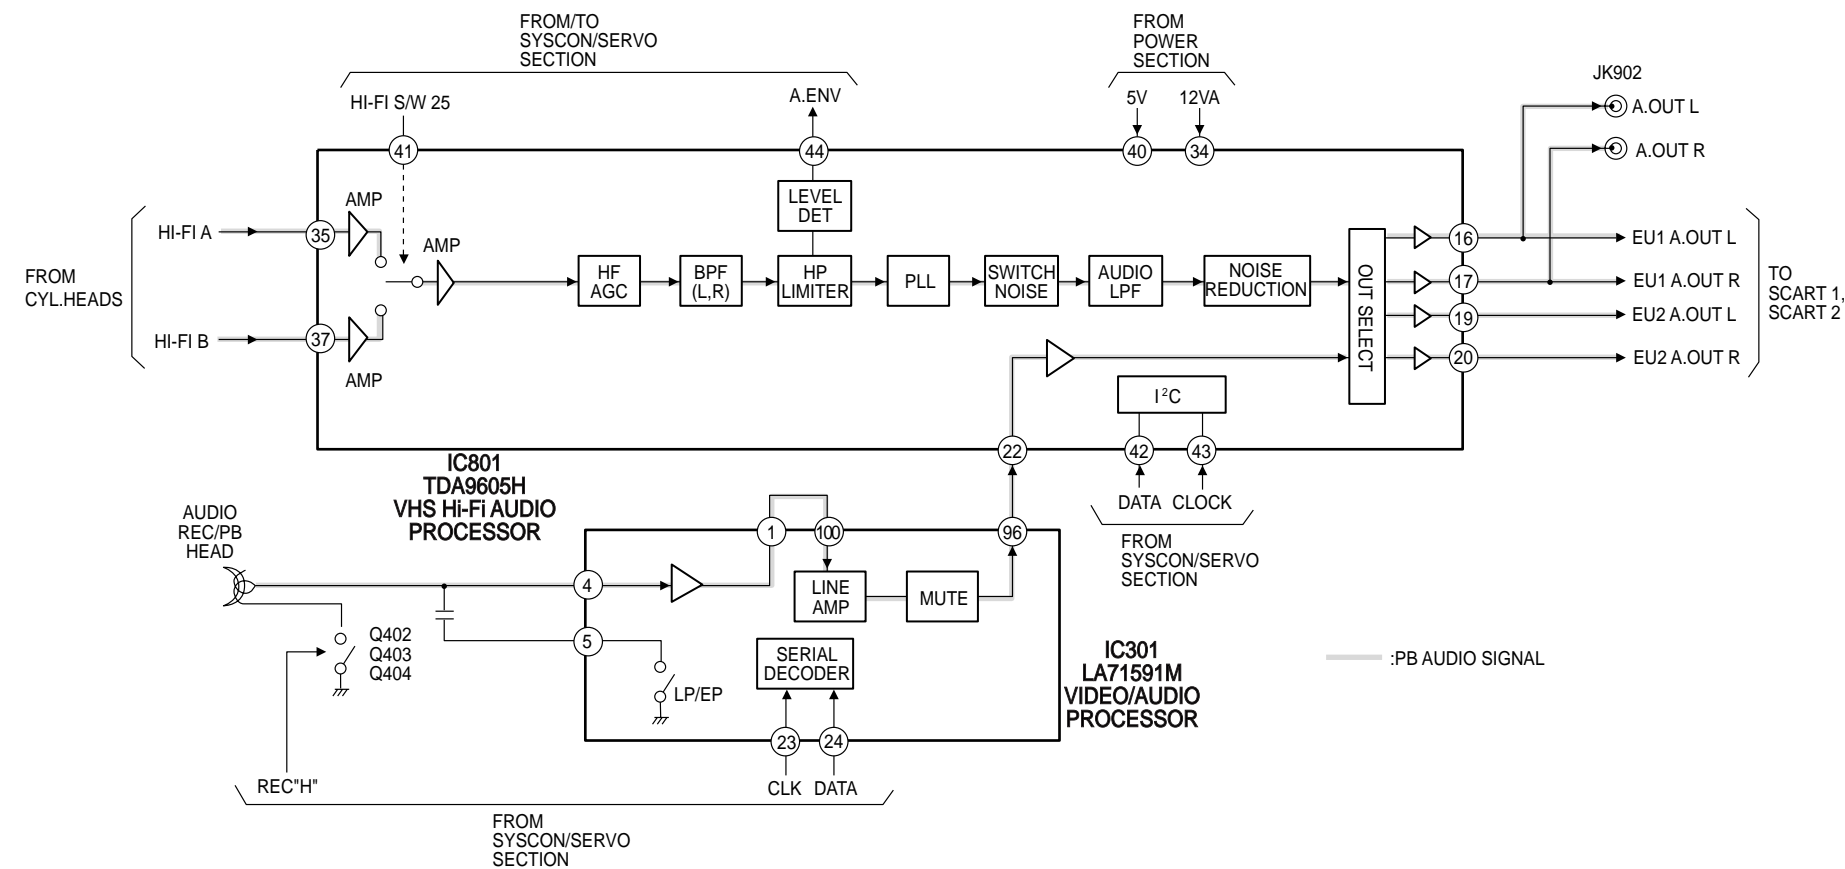 FROM/TO
SYSCON/SERVO
SECTION
FROM
POWER
SECTION
JK902
HI-FI S/W 25
A.ENV
5V
12VA
A.OUT L
A.OUT R
41
44
40
34
LEVEL
DET
AMP
HI-FI A
35
AMP
16
EU1 A.OUT L
FROM
CYL.HEADS
HF
AGC
BPF
(L,R)
HP
LIMITER
PLL
SWITCH
NOISE
AUDIO
LPF
NOISE
REDUCTION
OUT SELECT
17
EU1 A.OUT R
TO
SCART 1,
SCART 2
19
EU2 A.OUT L
HI-FI B
37
AMP
20
EU2 A.OUT R
I²C
22
42
43
IC801
TDA9605H
VHS Hi-Fi AUDIO
PROCESSOR
DATA
CLOCK
FROM
SYSCON/SERVO
SECTION
AUDIO
REC/PB
HEAD
1
100
96
4
LINE
AMP
MUTE
5
Q402
Q403
Q404
LP/EP
SERIAL
DECODER
IC301
LA71591M
VIDEO/AUDIO
PROCESSOR
:PB AUDIO SIGNAL
23
24
REC"H"
CLK
DATA
FROM
SYSCON/SERVO
SECTION